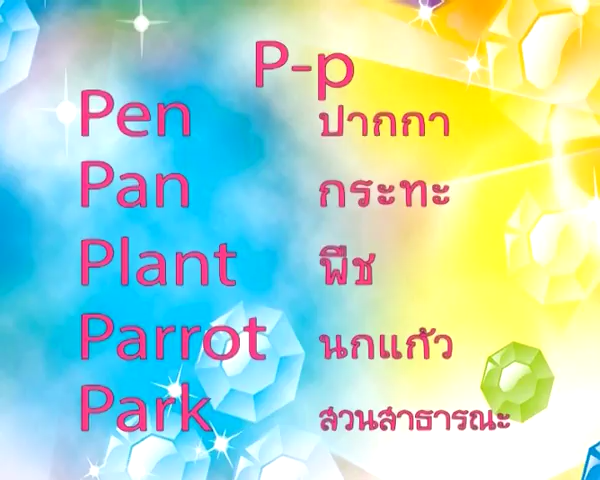 P-p
Pen ปากกา
Pan กระทะ
Plant พืช
Parrot นกแก้ว
Park สวนสาธารณะ